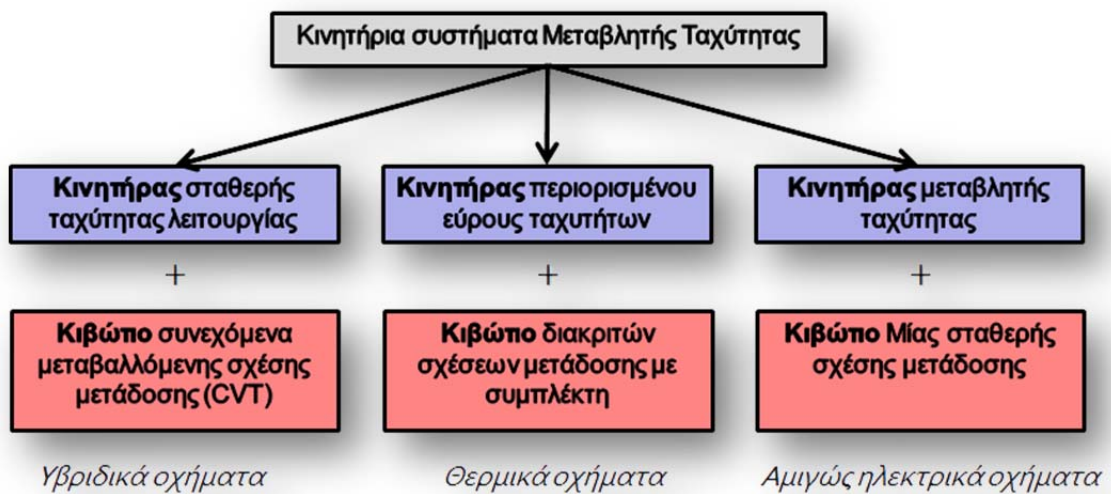 Κινητήρια συστήματα Μεταβλητής Ταχύτητας
Κινητήρας σταθερής
ταχύτητας λειτουργίας
Κινητήρας περιορισμένου
εύρους ταχυτήτων
Κινητήρας μεταβλητής
ταχύτητας
+
+
+
Κιβώτιο συνεχόμενα
μεταβαλλόμενης σχέσης
μετάδοσης (CVT)
Κιβώτιο διακριτών
σχέσεων μετάδοσης με
συμπλέκτη
Κιβώτιο Μίας σταθερής
σχέσης μετάδοσης
Υβριδικά οχήματα
Θερμικά οχήματα
Αμιγώς ηλεκτρικά οχήματα